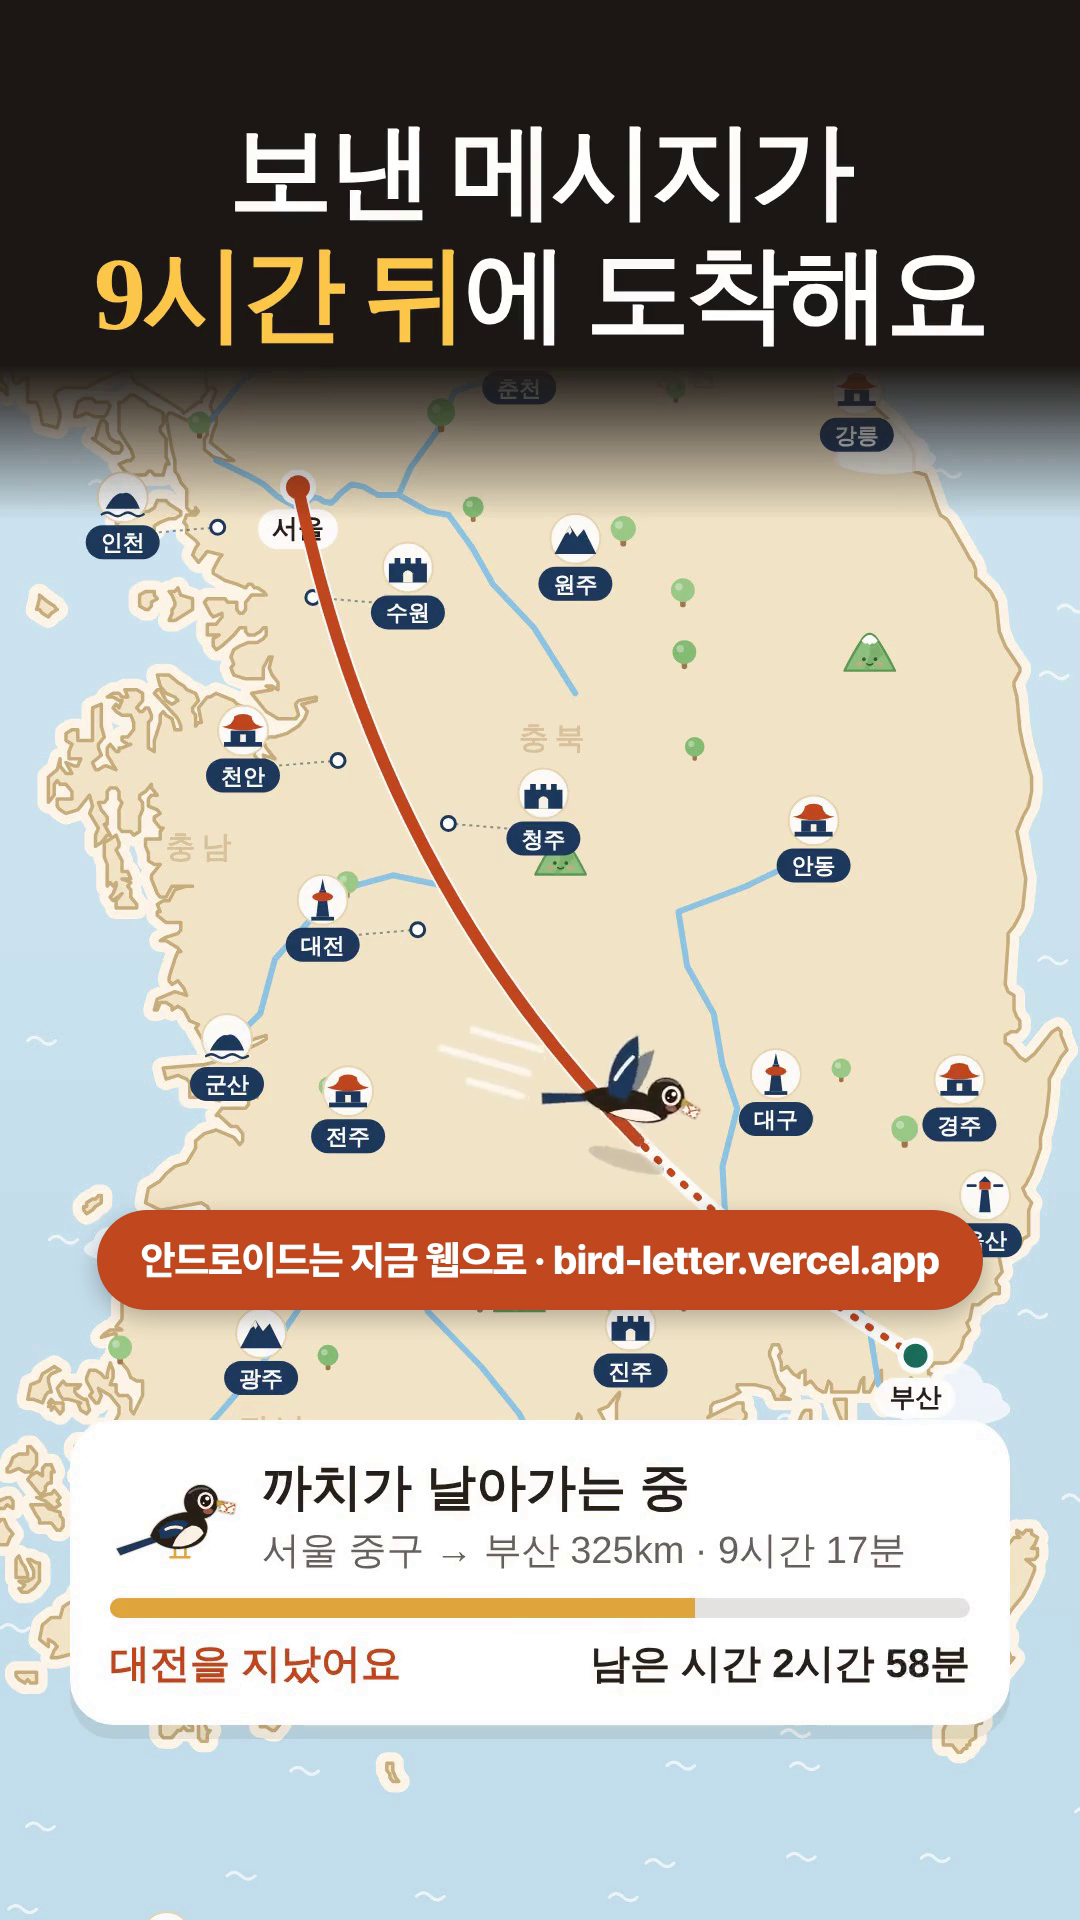 보낸 메시지가
9시간 뒤에 도착해요
춘천
강릉
인천
서울
수원
원주
충북
천안
청주
충남
안동
대전
군산
전주
대구
경주
안드로이드는 지금 웹으로 · bird-letter.vercel.app
광주
진주
부산
까치가 날아가는 중
서울 중구 → 부산 325km · 9시간 17분
대전을 지났어요
남은 시간 2시간 58분